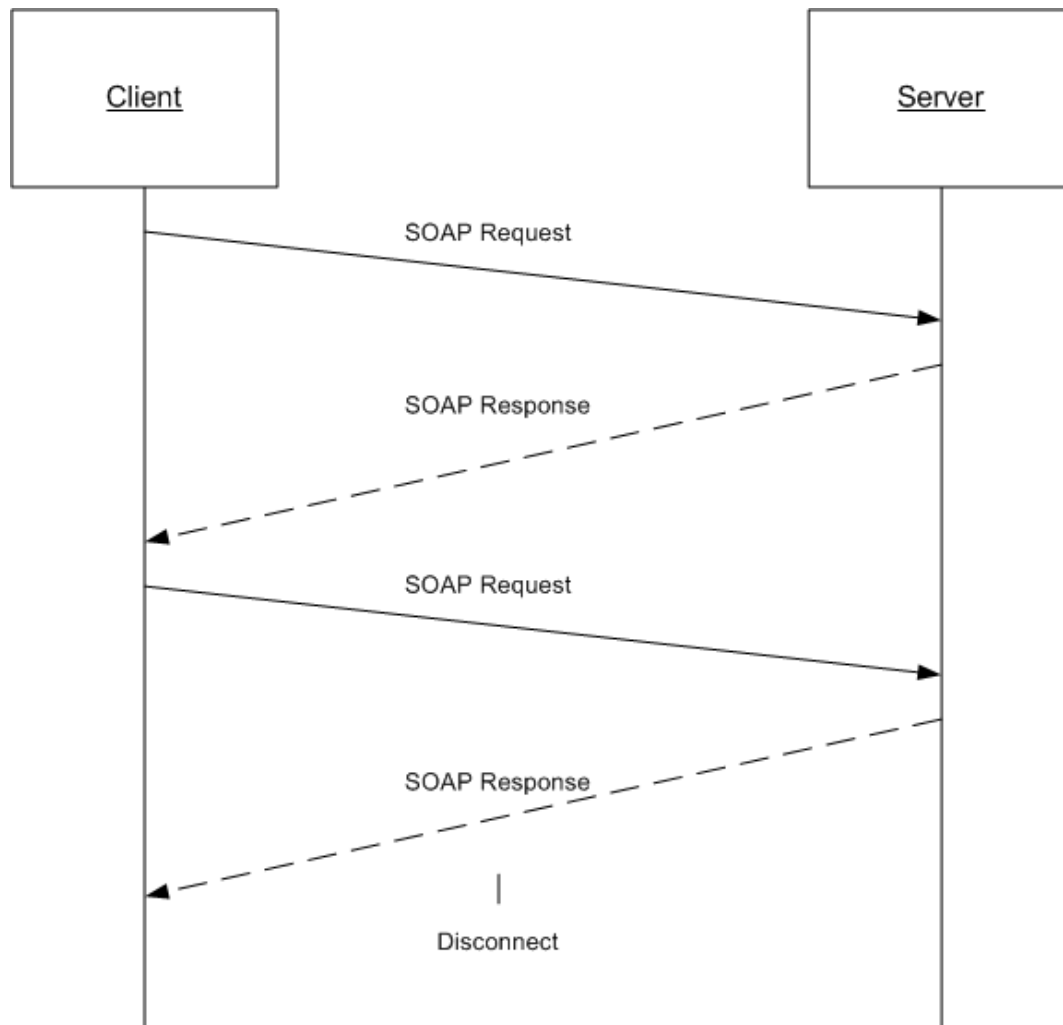 Client
Server
SOAP Request
SOAP Response
SOAP Request
SOAP Response
Disconnect